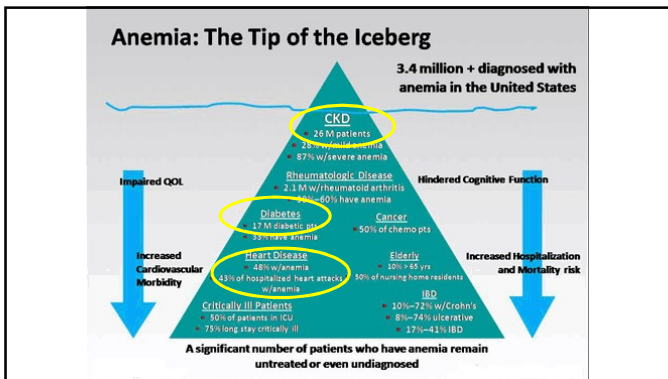 Anemia: The Tip of the Iceberg
3.4 million + diagnosed with
anemia in the United States
CKD
26 M patients
28% w/mild anemia
87% w/severe anemia
Rheumatologic Disease
2.1 M w/rheumatoid arthritis
30%–60% have anemia
Impaired QOL
Hindered Cognitive Function
Diabetes
17 M diabetic pts
33% have anemia
Cancer
50% of chemo pts
Increased
Cardiovascular
Morbidity
Heart Disease
48% w/anemia
43% of hospitalized heart attacks
w/anemia
Elderly
10% > 65 yrs
50% of nursing home residents
Increased Hospitalization
and Mortality risk
Critically Ill Patients
50% of patients in ICU
75% long stay critically ill
IBD
10%–72% w/Crohn's
8%–74% ulcerative
17%–41% IBD
A significant number of patients who have anemia remain
untreated or even undiagnosed